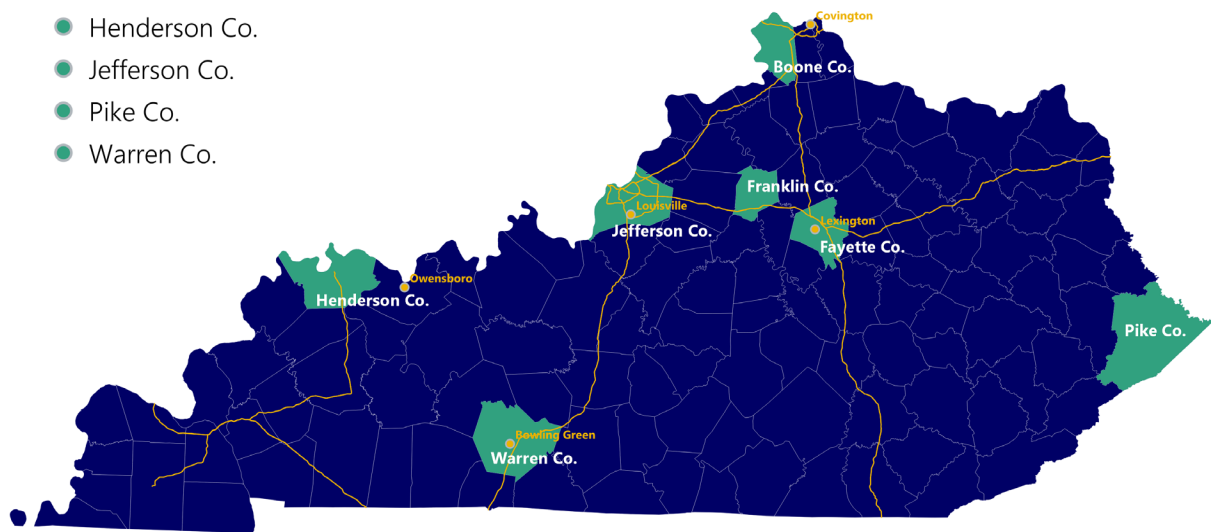 Henderson Co.
Jefferson Co.
Pike Co.
Warren Co.
Covington
Boone Co.
Franklin Co.
Louisville
Jefferson Co.
Lexington
Fayette Co.
Owensboro
Henderson Co.
Pike Co.
Bowling Green
Warren Co.